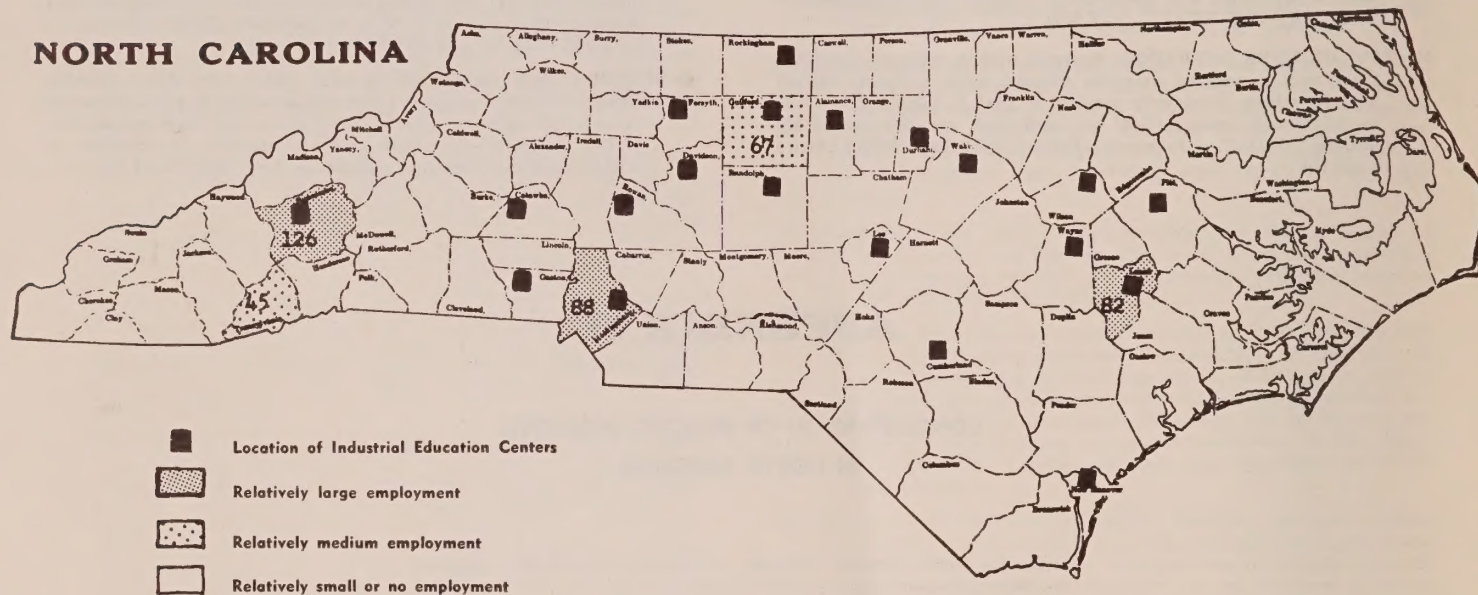 NORTH CAROLINA
Ashe, Alleghany, Surry, Stokes, Rockingham, Caswell, Person, Granville, Vance Warren, Halifax Northampton
Watauga, Wilkes, Yadkin Forsyth, Guilford, Alamance, Orange, Franklin Nash, Hertford
Bertin,
Mitchell Avery Caldwell, Alexander, Iredell, Davie Davidson, 67 Durham, Wake, Martin, Tyrrell, Dare,
Madison, Yancey, Randolph, Chatham Edgecombe Washington,
Haywood Burke, Catawba, Rowan, Johnston Wilson Pitt, Beaufort,
126
Swain Jackson, McDowell, Lincoln, Lee Harnett Wayne, Hyde
Graham Rutherford, Cabarrus, Stanly Montgomery, Moore, Greene
Henderson Polk, Gaston,
Cherokee Macon, 45 Cleveland, 88 82 Lenoir
Clay Transylvania Union, Anson, Richmond, Hoke Sampson Duplin Craven
Jones
Cumberland Onslow Carteret
Robeson Bladen,
Scotland Pender
Columbus
New Hanover
Brunswick
Location of Industrial Education Centers
Relatively large employment
Relatively medium employment
Relatively small or no employment